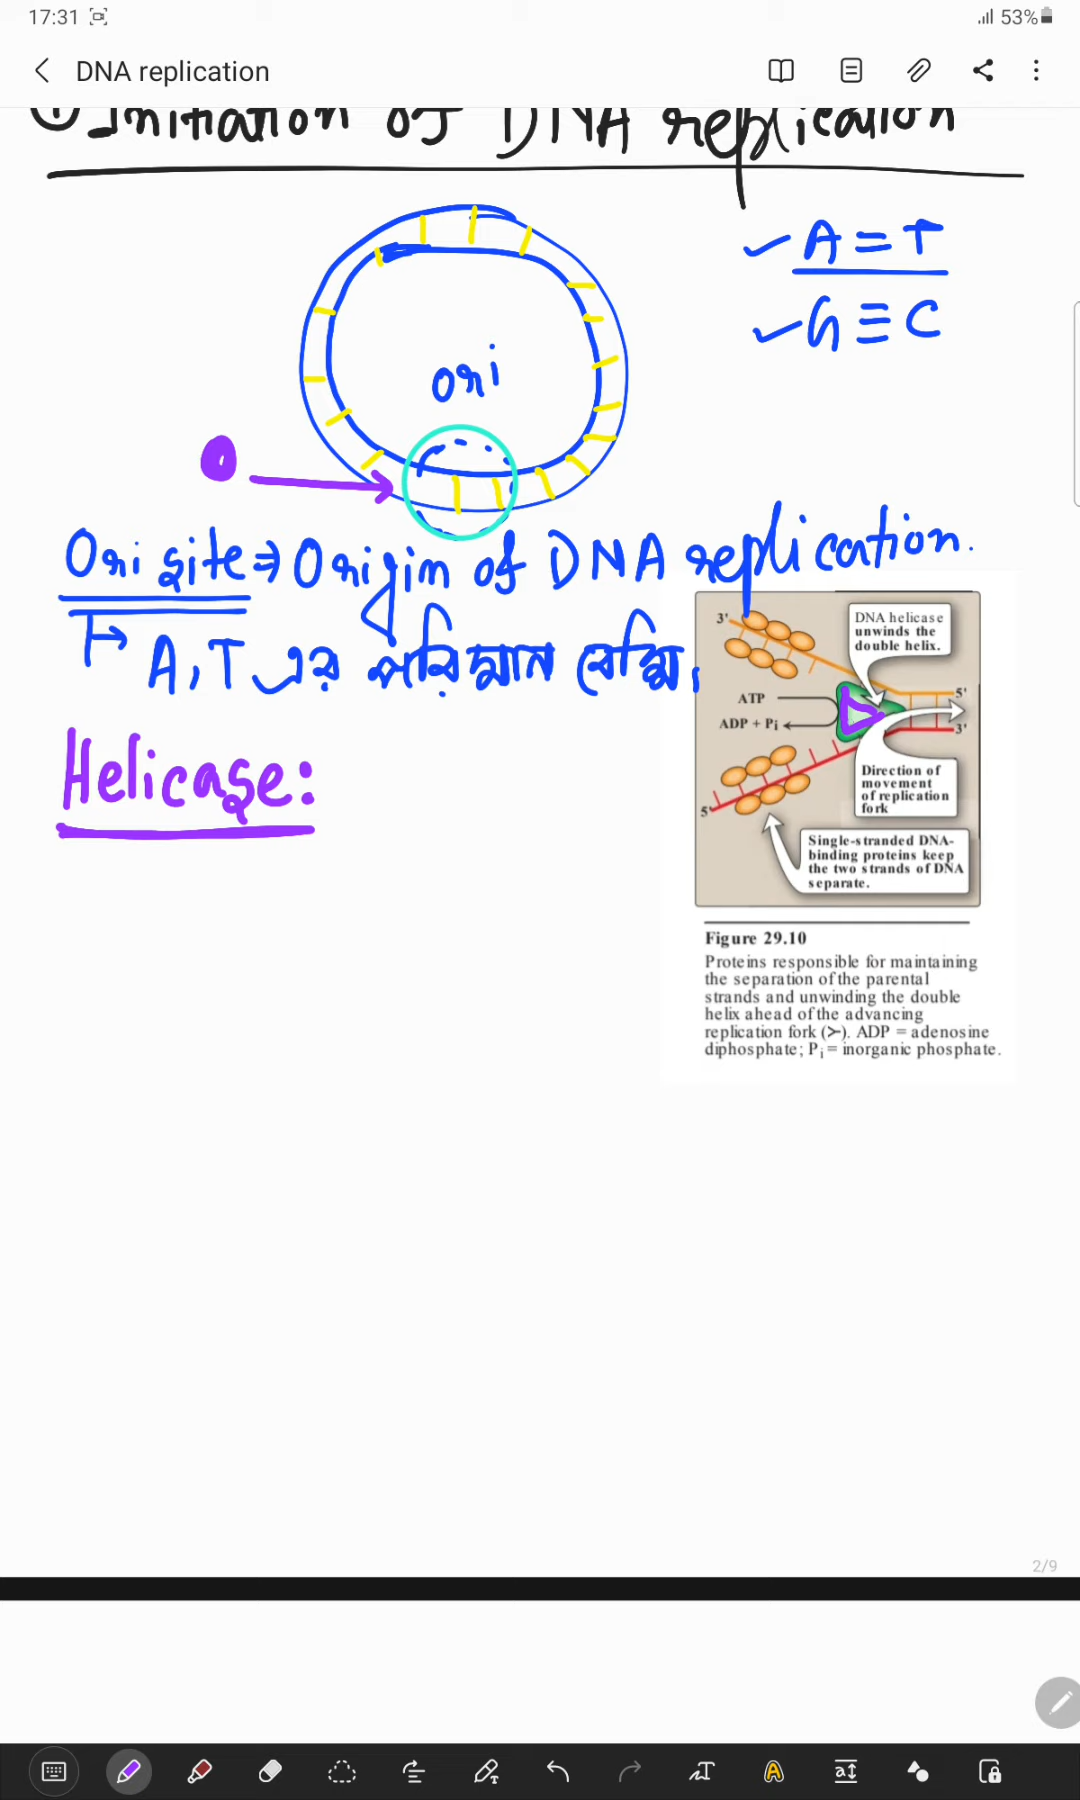 17:31 53%
DNA replication
① Initiation of DNA replication
A = T
G ≡ C
ori
Ori site ⇒ Origin of DNA replication.
↦ A, T এর পরিমান বেশি।
Helicase:
3'
DNA helicase
unwinds the
double helix.
ATP
ADP + Pi
5'
3'
Direction of
movement
of replication
fork
5'
Single-stranded DNA-
binding proteins keep
the two strands of DNA
separate.
Figure 29.10
Proteins responsible for maintaining
the separation of the parental
strands and unwinding the double
helix ahead of the advancing
replication fork (≻). ADP = adenosine
diphosphate; Pi = inorganic phosphate.
2/9